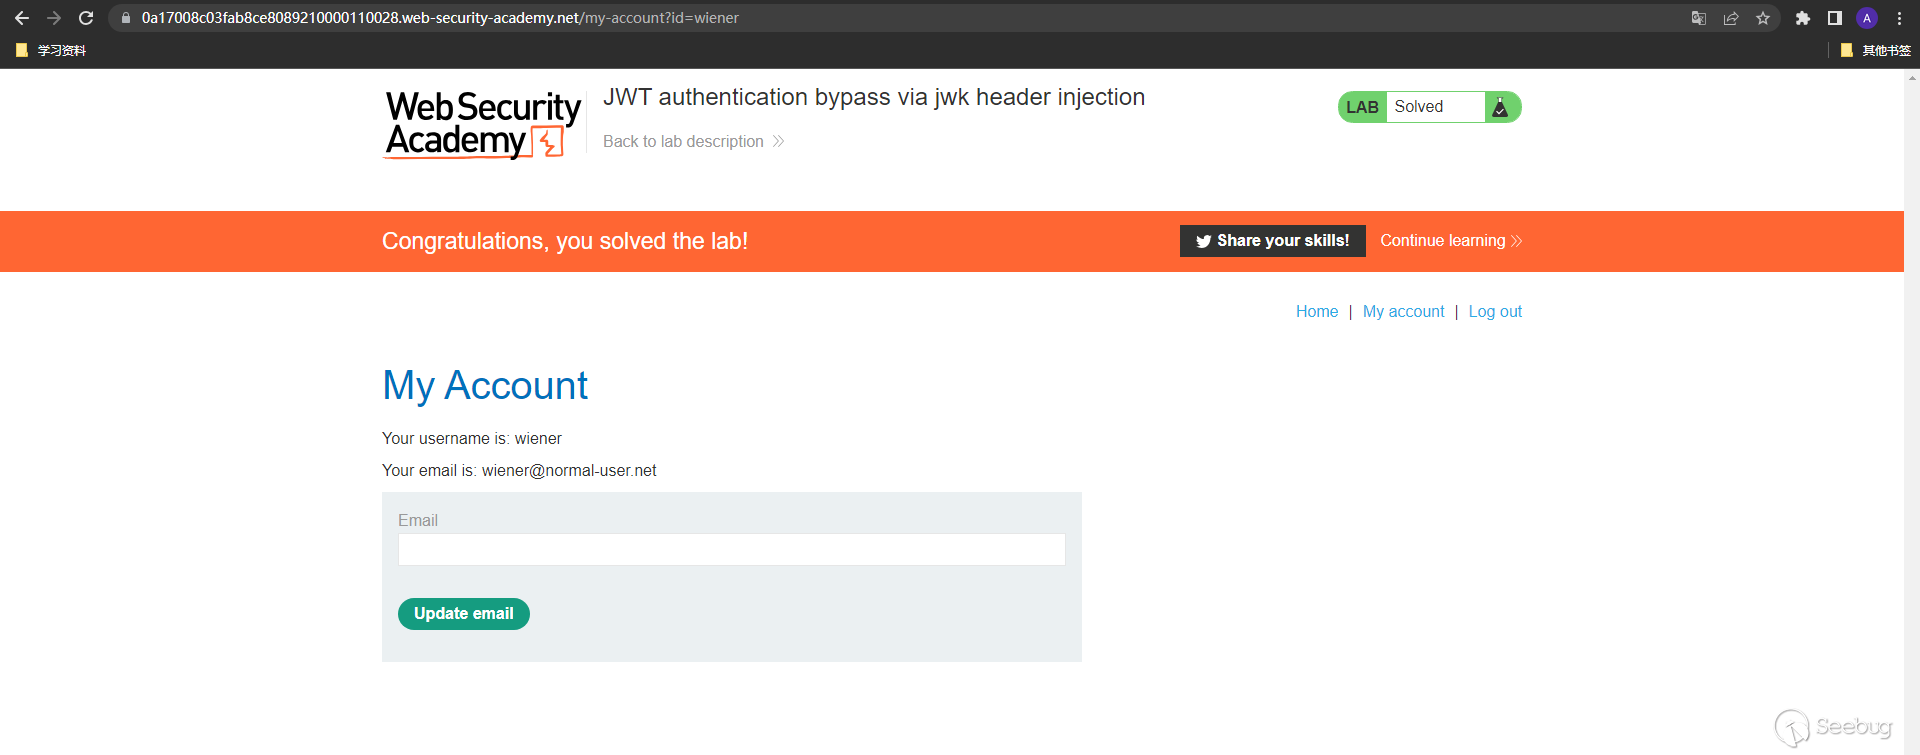 0a17008c03fab8ce8089210000110028.web-security-academy.net/my-account?id=wiener
A
学习资料
其他书签
Web Security
Academy
JWT authentication bypass via jwk header injection
Back to lab description
LAB Solved
Congratulations, you solved the lab!
Share your skills!
Continue learning
Home | My account | Log out
My Account
Your username is: wiener
Your email is: wiener@normal-user.net
Email
Update email
Seebug